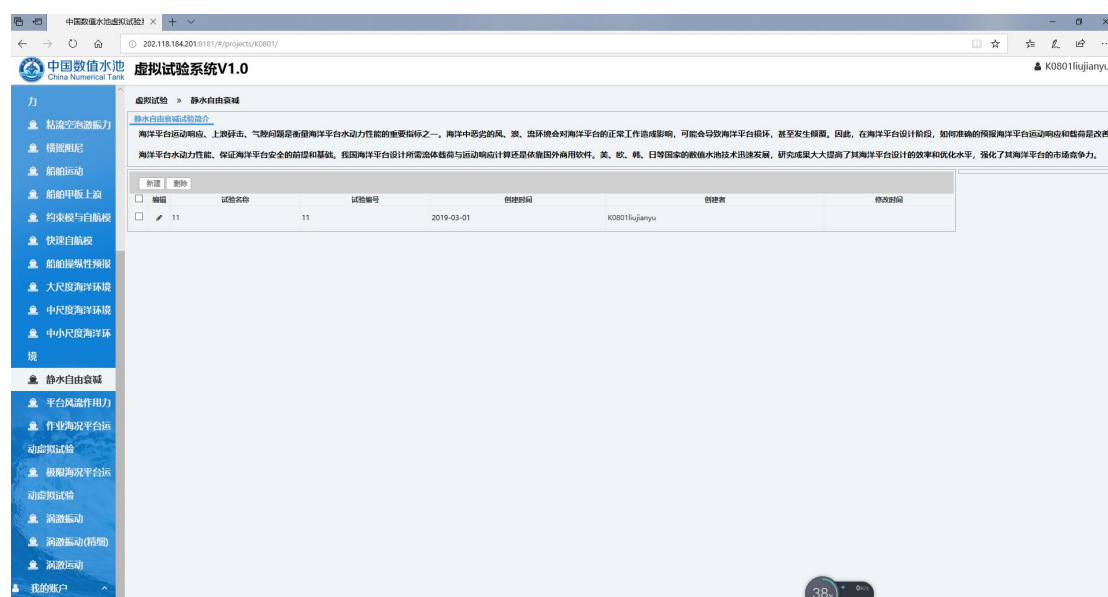 中国数值水池虚拟试验
202.118.184.201:8181/#/projects/K0801/
中国数值水池
China Numerical Tank
虚拟试验系统V1.0
K0801liujianyu
力
粘流空泡激振力
横摇阻尼
船舶运动
船舶甲板上浪
约束模与自航模
快速自航模
船舶操纵性预报
大尺度海洋环境
中尺度海洋环境
中小尺度海洋环
境
静水自由衰减
平台风流作用力
作业海况平台运
动虚拟试验
极限海况平台运
动虚拟试验
涡激振动
涡激振动(精细)
涡激运动
我的账户
虚拟试验 » 静水自由衰减
静水自由衰减试验简介
海洋平台运动响应、上浪砰击、气隙问题是衡量海洋平台水动力性能的重要指标之一。海洋中恶劣的风、浪、流环境会对海洋平台的正常工作造成影响，可能会导致海洋平台损坏，甚至发生倾覆。因此，在海洋平台设计阶段，如何准确的预报海洋平台运动响应和载荷是改善
海洋平台水动力性能、保证海洋平台安全的前提和基础。我国海洋平台设计所需流体载荷与运动响应计算还是依靠国外商用软件。美、欧、韩、日等国家的数值水池技术迅速发展，研究成果大大提高了其海洋平台设计的效率和优化水平，强化了其海洋平台的市场竞争力。
新建 删除
编辑 试验名称 试验编号 创建时间 创建者 修改时间
11 11 2019-03-01 K0801liujianyu
38%